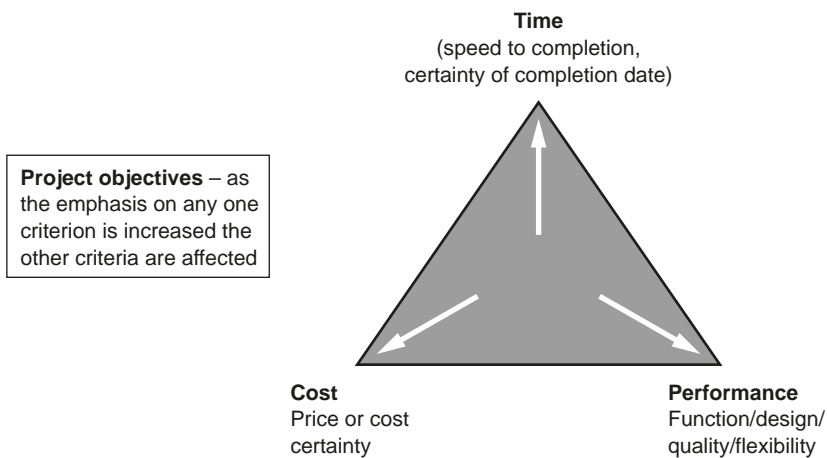 Time
(speed to completion,
certainty of completion date)
Project objectives – as
the emphasis on any one
criterion is increased the
other criteria are affected
Cost
Price or cost
certainty
Performance
Function/design/
quality/flexibility